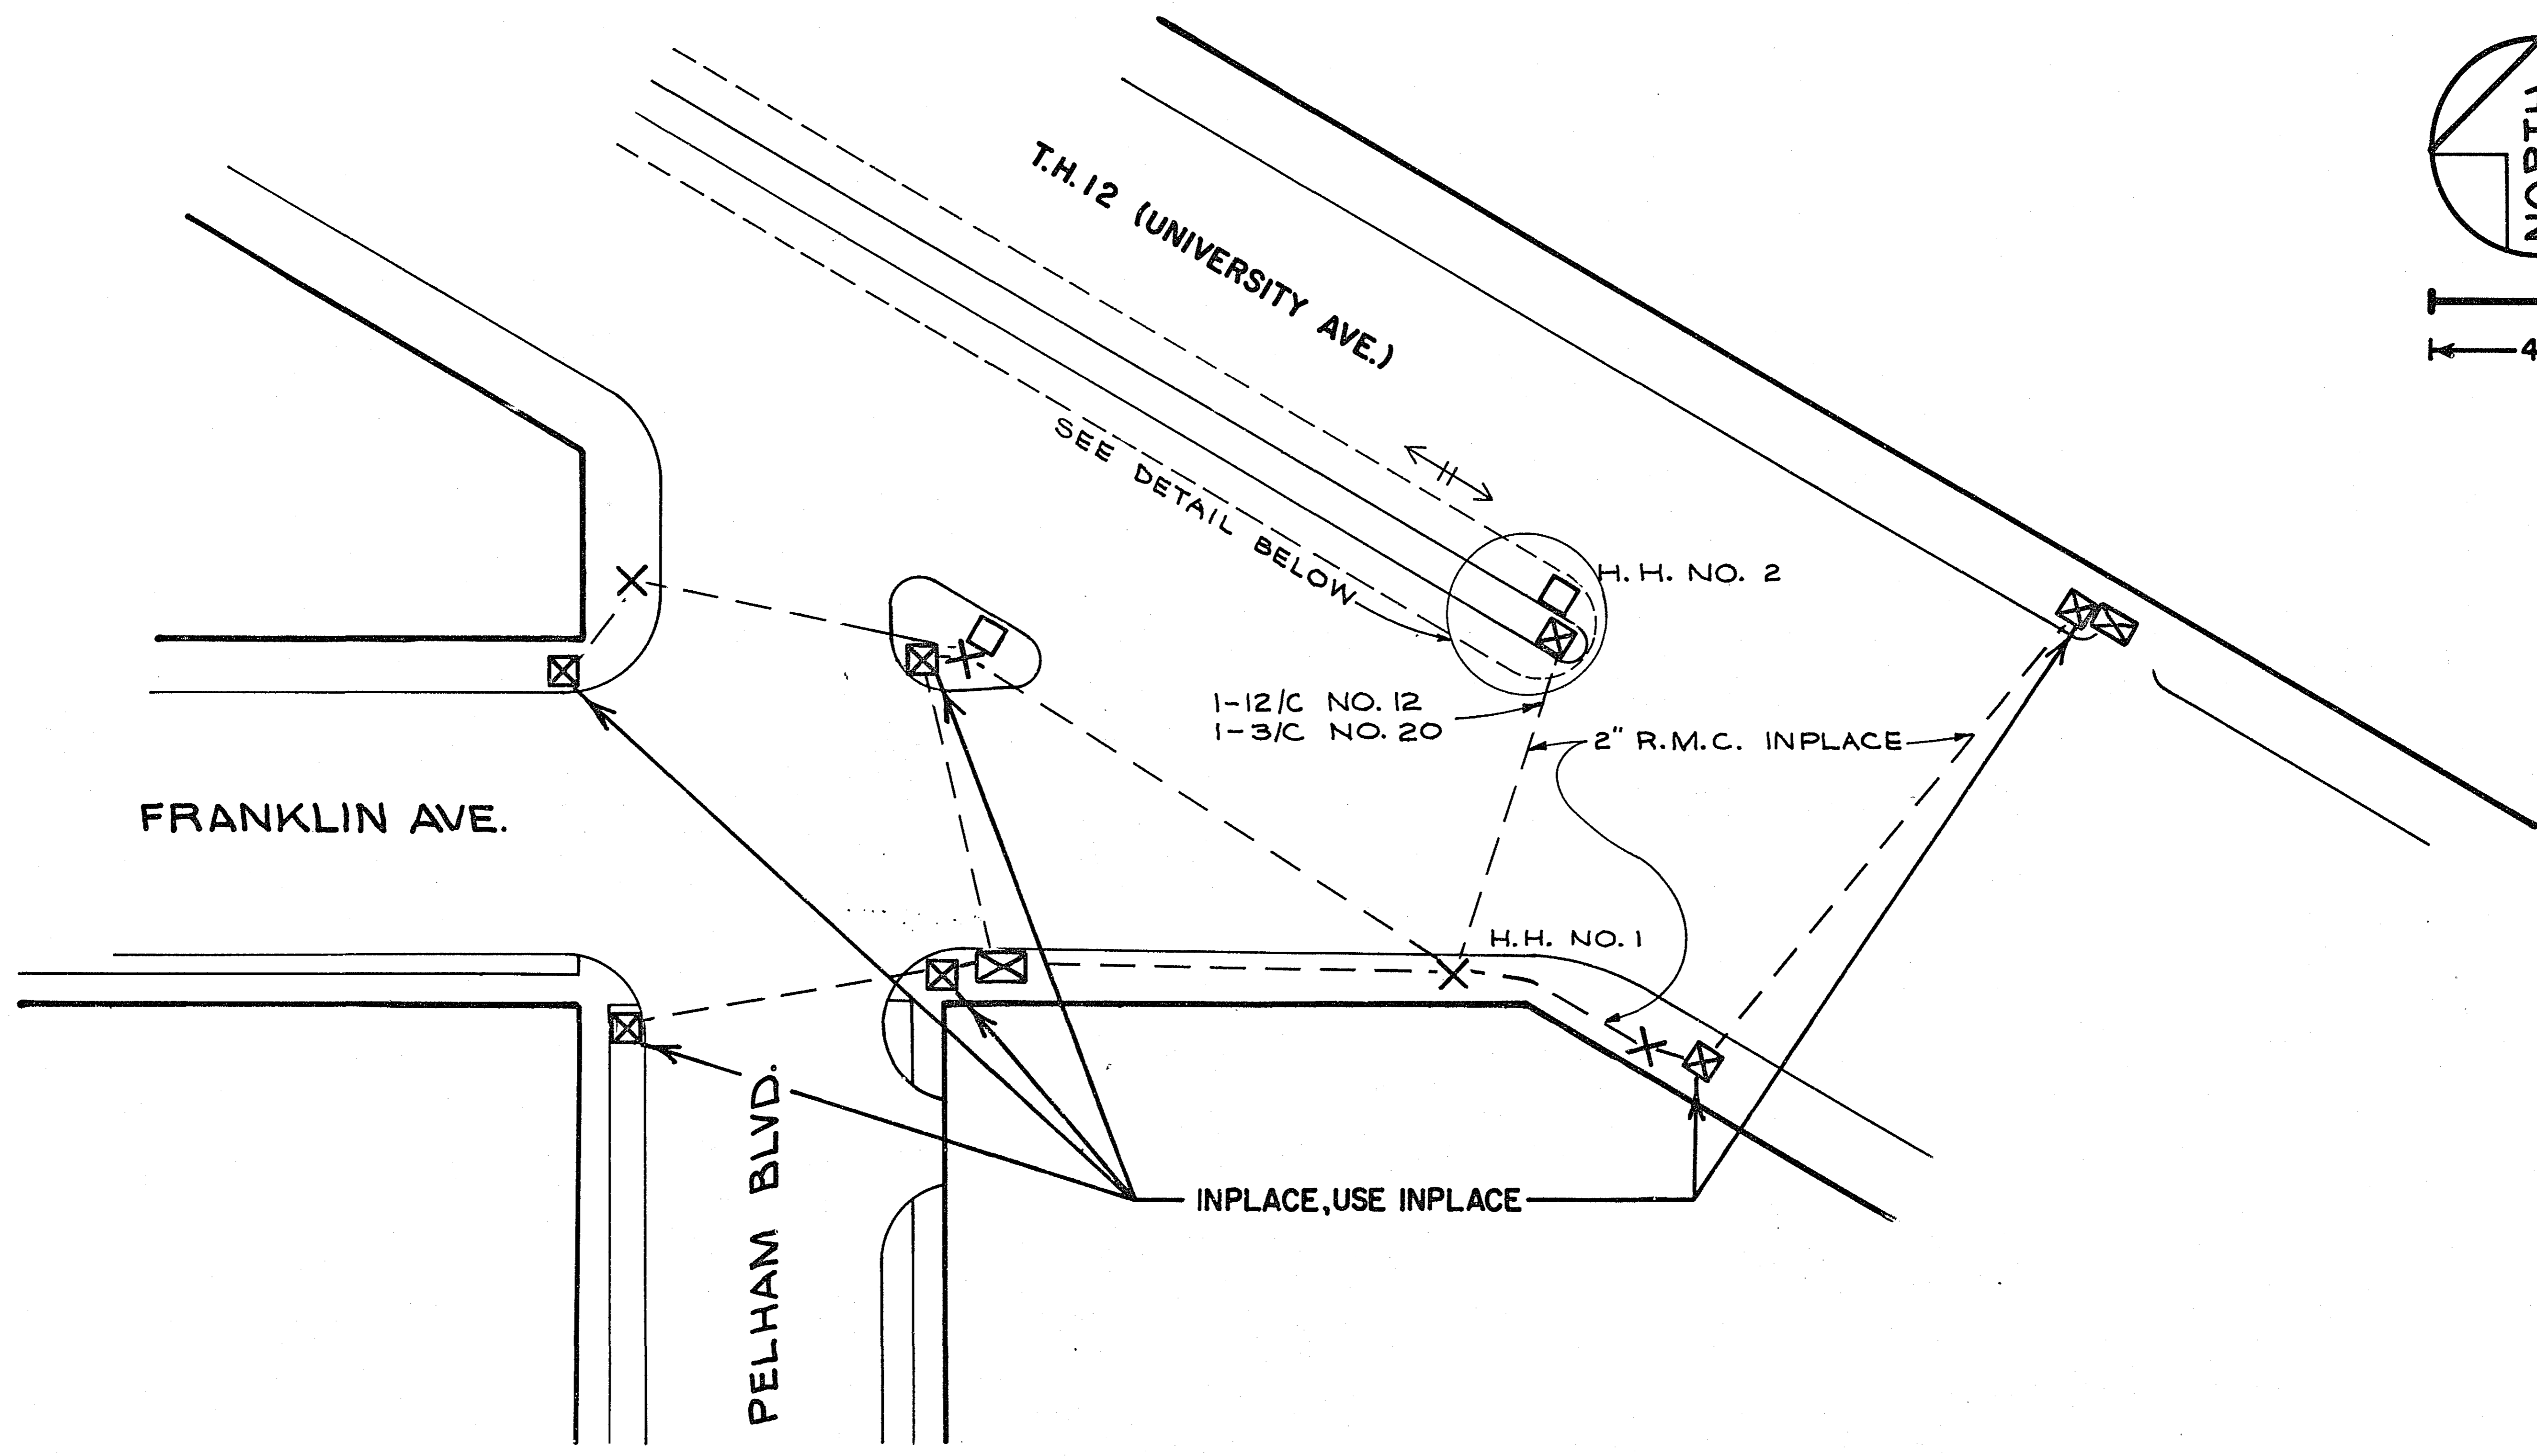 T.H. 12 (UNIVERSITY AVE.)
NORTH
4
SEE DETAIL BELOW
H.H. NO. 2
1-12/C NO. 12
1-3/C NO. 20
2" R.M.C. INPLACE
FRANKLIN AVE.
H.H. NO. 1
PELHAM BLVD.
INPLACE, USE INPLACE